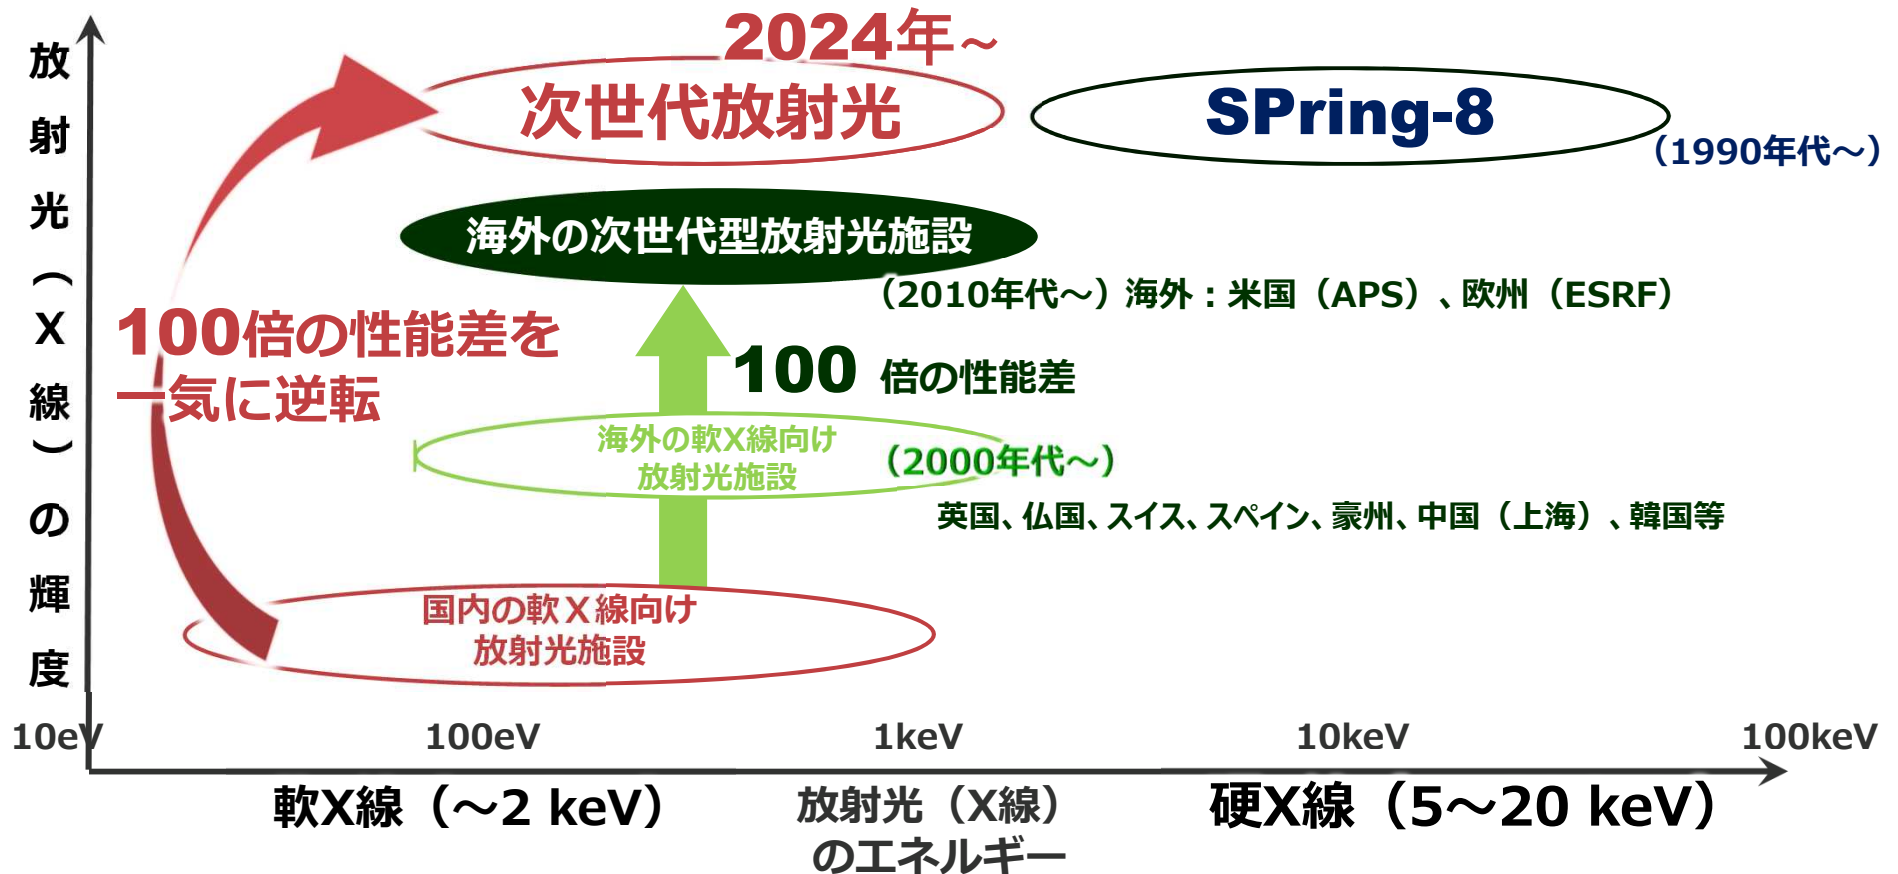 放射光（X線）の輝度
2024年～
次世代放射光
SPring-8
（1990年代～）
海外の次世代型放射光施設
（2010年代～）海外：米国（APS）、欧州（ESRF）
100倍の性能差を
一気に逆転
100 倍の性能差
海外の軟X線向け
放射光施設
（2000年代～）
英国、仏国、スイス、スペイン、豪州、中国（上海）、韓国等
国内の軟X線向け
放射光施設
10eV 100eV 1keV 10keV 100keV
軟X線（～2 keV）
放射光（X線）
のエネルギー
硬X線（5～20 keV）